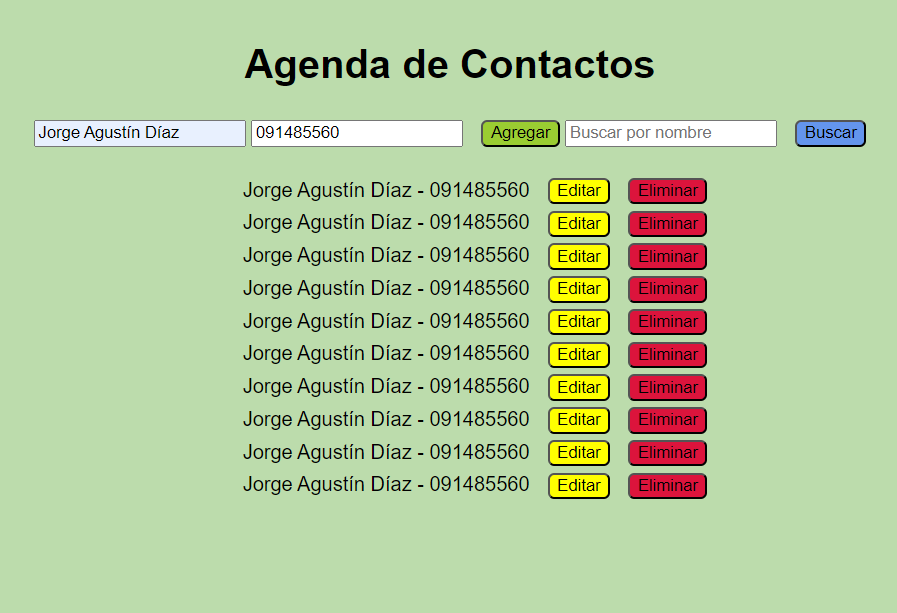 Agenda de Contactos
Jorge Agustín Díaz 091485560 Agregar Buscar por nombre Buscar
Jorge Agustín Díaz - 091485560 Editar Eliminar
Jorge Agustín Díaz - 091485560 Editar Eliminar
Jorge Agustín Díaz - 091485560 Editar Eliminar
Jorge Agustín Díaz - 091485560 Editar Eliminar
Jorge Agustín Díaz - 091485560 Editar Eliminar
Jorge Agustín Díaz - 091485560 Editar Eliminar
Jorge Agustín Díaz - 091485560 Editar Eliminar
Jorge Agustín Díaz - 091485560 Editar Eliminar
Jorge Agustín Díaz - 091485560 Editar Eliminar
Jorge Agustín Díaz - 091485560 Editar Eliminar